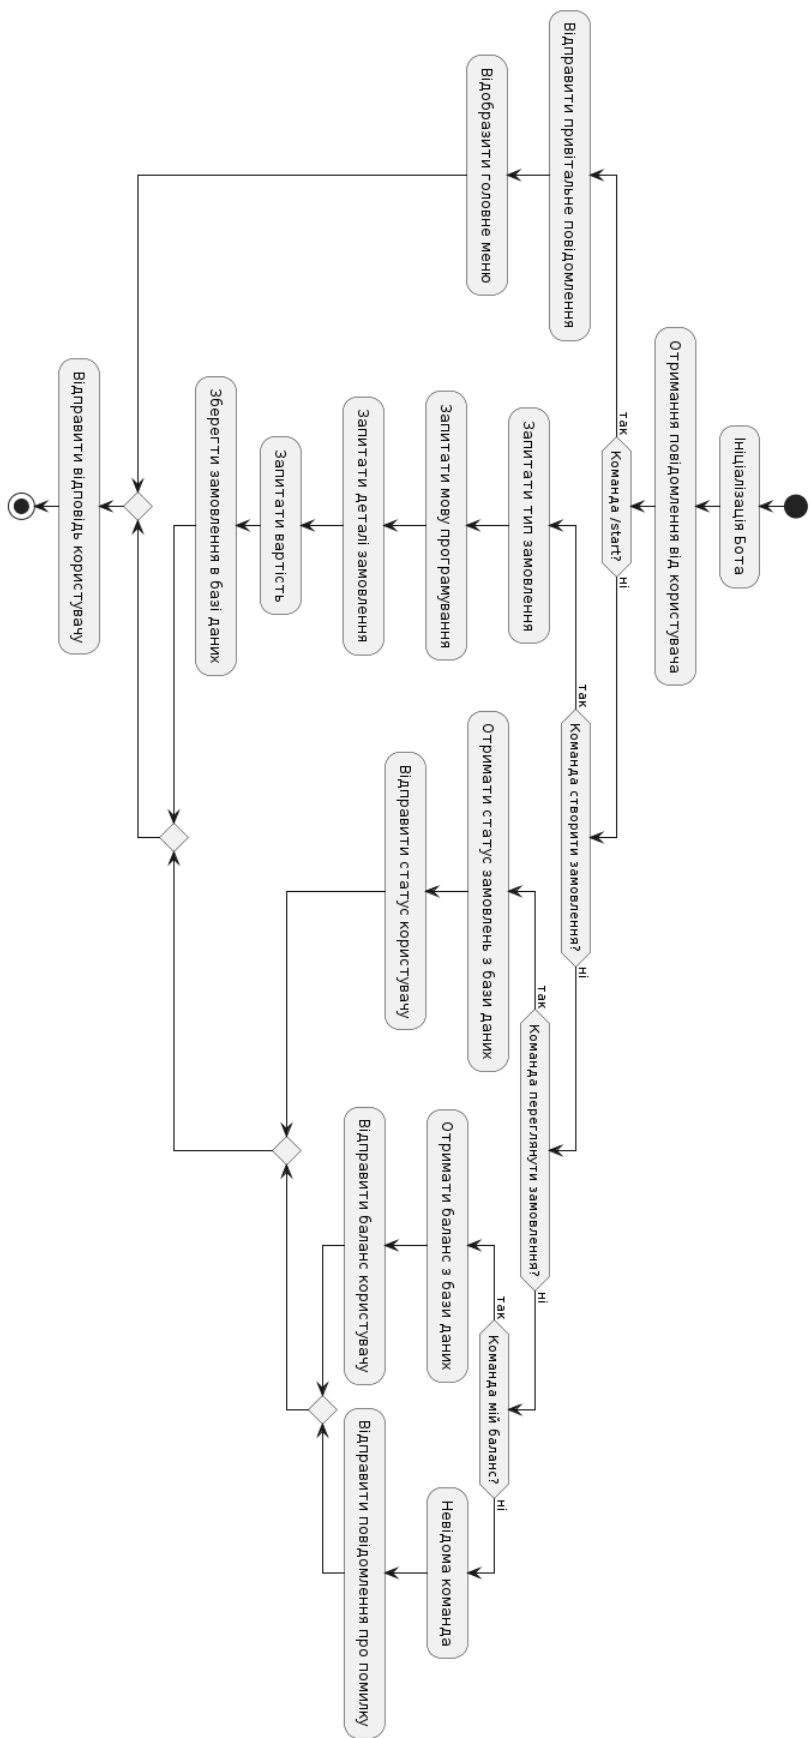 Ініціалізація Бота
Отримання повідомлення від користувача
Команда /start?
так
ні
Відправити привітальне повідомлення
Відобразити головне меню
Команда створити замовлення?
так
ні
Запитати тип замовлення
Запитати мову програмування
Запитати деталі замовлення
Запитати вартість
Зберегти замовлення в базі даних
Команда переглянути замовлення?
так
ні
Отримати статус замовлень з бази даних
Відправити статус користувачу
Команда мій баланс?
так
ні
Отримати баланс з бази даних
Відправити баланс користувачу
Невідома команда
Відправити повідомлення про помилку
Відправити відповідь користувачу